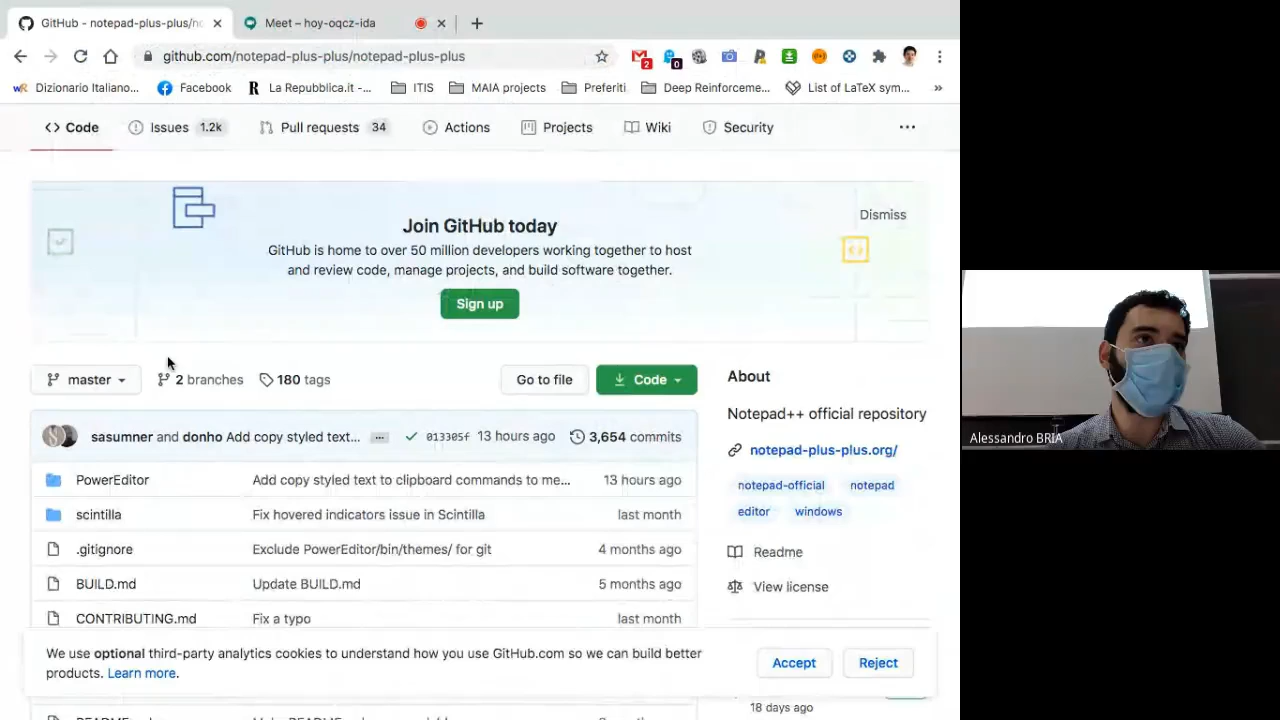 GitHub - notepad-plus-plus/no
Meet – hoy-oqcz-ida
github.com/notepad-plus-plus/notepad-plus-plus
2
0
Dizionario Italiano...
Facebook
La Repubblica.it -...
ITIS
MAIA projects
Preferiti
Deep Reinforceme...
List of LaTeX sym...
»
Code
Issues 1.2k
Pull requests 34
Actions
Projects
Wiki
Security
Join GitHub today
Dismiss
GitHub is home to over 50 million developers working together to host
and review code, manage projects, and build software together.
Sign up
master
2 branches
180 tags
Go to file
Code
sasumner and donho Add copy styled text... 013305f 13 hours ago 3,654 commits
PowerEditor Add copy styled text to clipboard commands to me... 13 hours ago
scintilla Fix hovered indicators issue in Scintilla last month
.gitignore Exclude PowerEditor/bin/themes/ for git 4 months ago
BUILD.md Update BUILD.md 5 months ago
CONTRIBUTING.md Fix a typo last month
About
Notepad++ official repository
notepad-plus-plus.org/
notepad-official notepad
editor windows
Readme
View license
We use optional third-party analytics cookies to understand how you use GitHub.com so we can build better
products. Learn more.
Accept
Reject
18 days ago
Alessandro BRIA